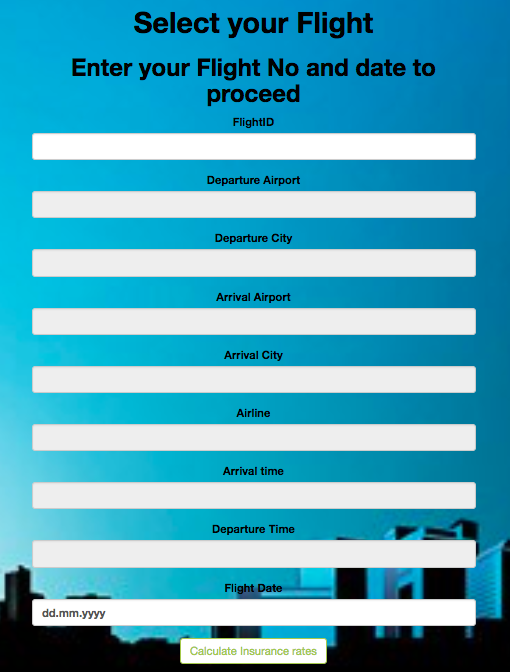 Select your Flight
Enter your Flight No and date to
proceed
FlightID
Departure Airport
Departure City
Arrival Airport
Arrival City
Airline
Arrival time
Departure Time
Flight Date
dd.mm.yyyy
Calculate Insurance rates